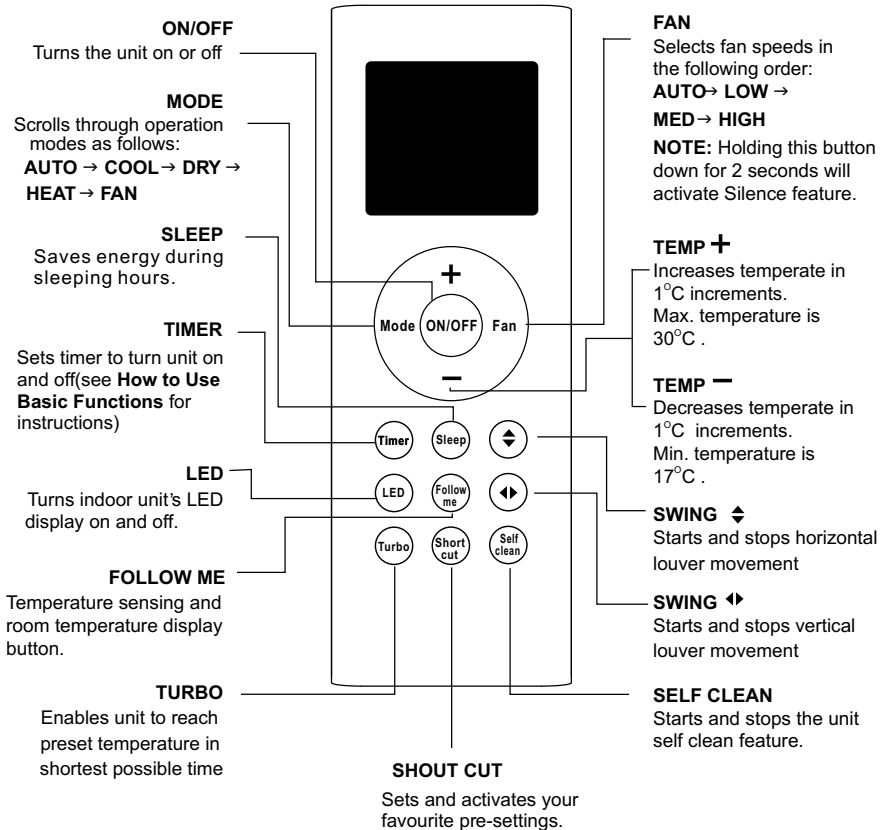 ON/OFF
Turns the unit on or off
MODE
Scrolls through operation
modes as follows:
AUTO → COOL → DRY →
HEAT → FAN
SLEEP
Saves energy during
sleeping hours.
TIMER
Sets timer to turn unit on
and off(see How to Use
Basic Functions for
instructions)
LED
Turns indoor unit's LED
display on and off.
FOLLOW ME
Temperature sensing and
room temperature display
button.
TURBO
Enables unit to reach
preset temperature in
shortest possible time
+
Mode ON/OFF Fan
−
Timer Sleep
LED Follow
me
Turbo Short
cut Self
clean
SHOUT CUT
Sets and activates your
favourite pre-settings.
FAN
Selects fan speeds in
the following order:
AUTO→ LOW →
MED→ HIGH
NOTE: Holding this button
down for 2 seconds will
activate Silence feature.
TEMP +
Increases temperate in
1°C increments.
Max. temperature is
30°C .
TEMP −
Decreases temperate in
1°C increments.
Min. temperature is
17°C .
SWING
Starts and stops horizontal
louver movement
SWING
Starts and stops vertical
louver movement
SELF CLEAN
Starts and stops the unit
self clean feature.